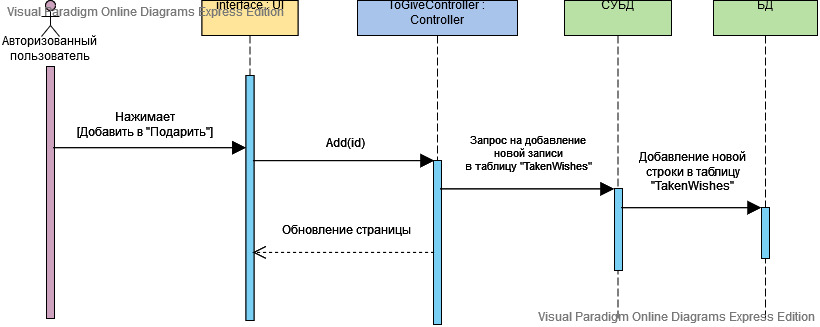 Visual Paradigm Online Diagrams Express Edition
interface : UI
ToGiveController :
Controller
СУБД
БД
Авторизованный
пользователь
Нажимает
[Добавить в "Подарить"]
Add(id)
Запрос на добавление
новой записи
в таблицу "TakenWishes"
Добавление новой
строки в таблицу
"TakenWishes"
Обновление страницы
Visual Paradigm Online Diagrams Express Edition